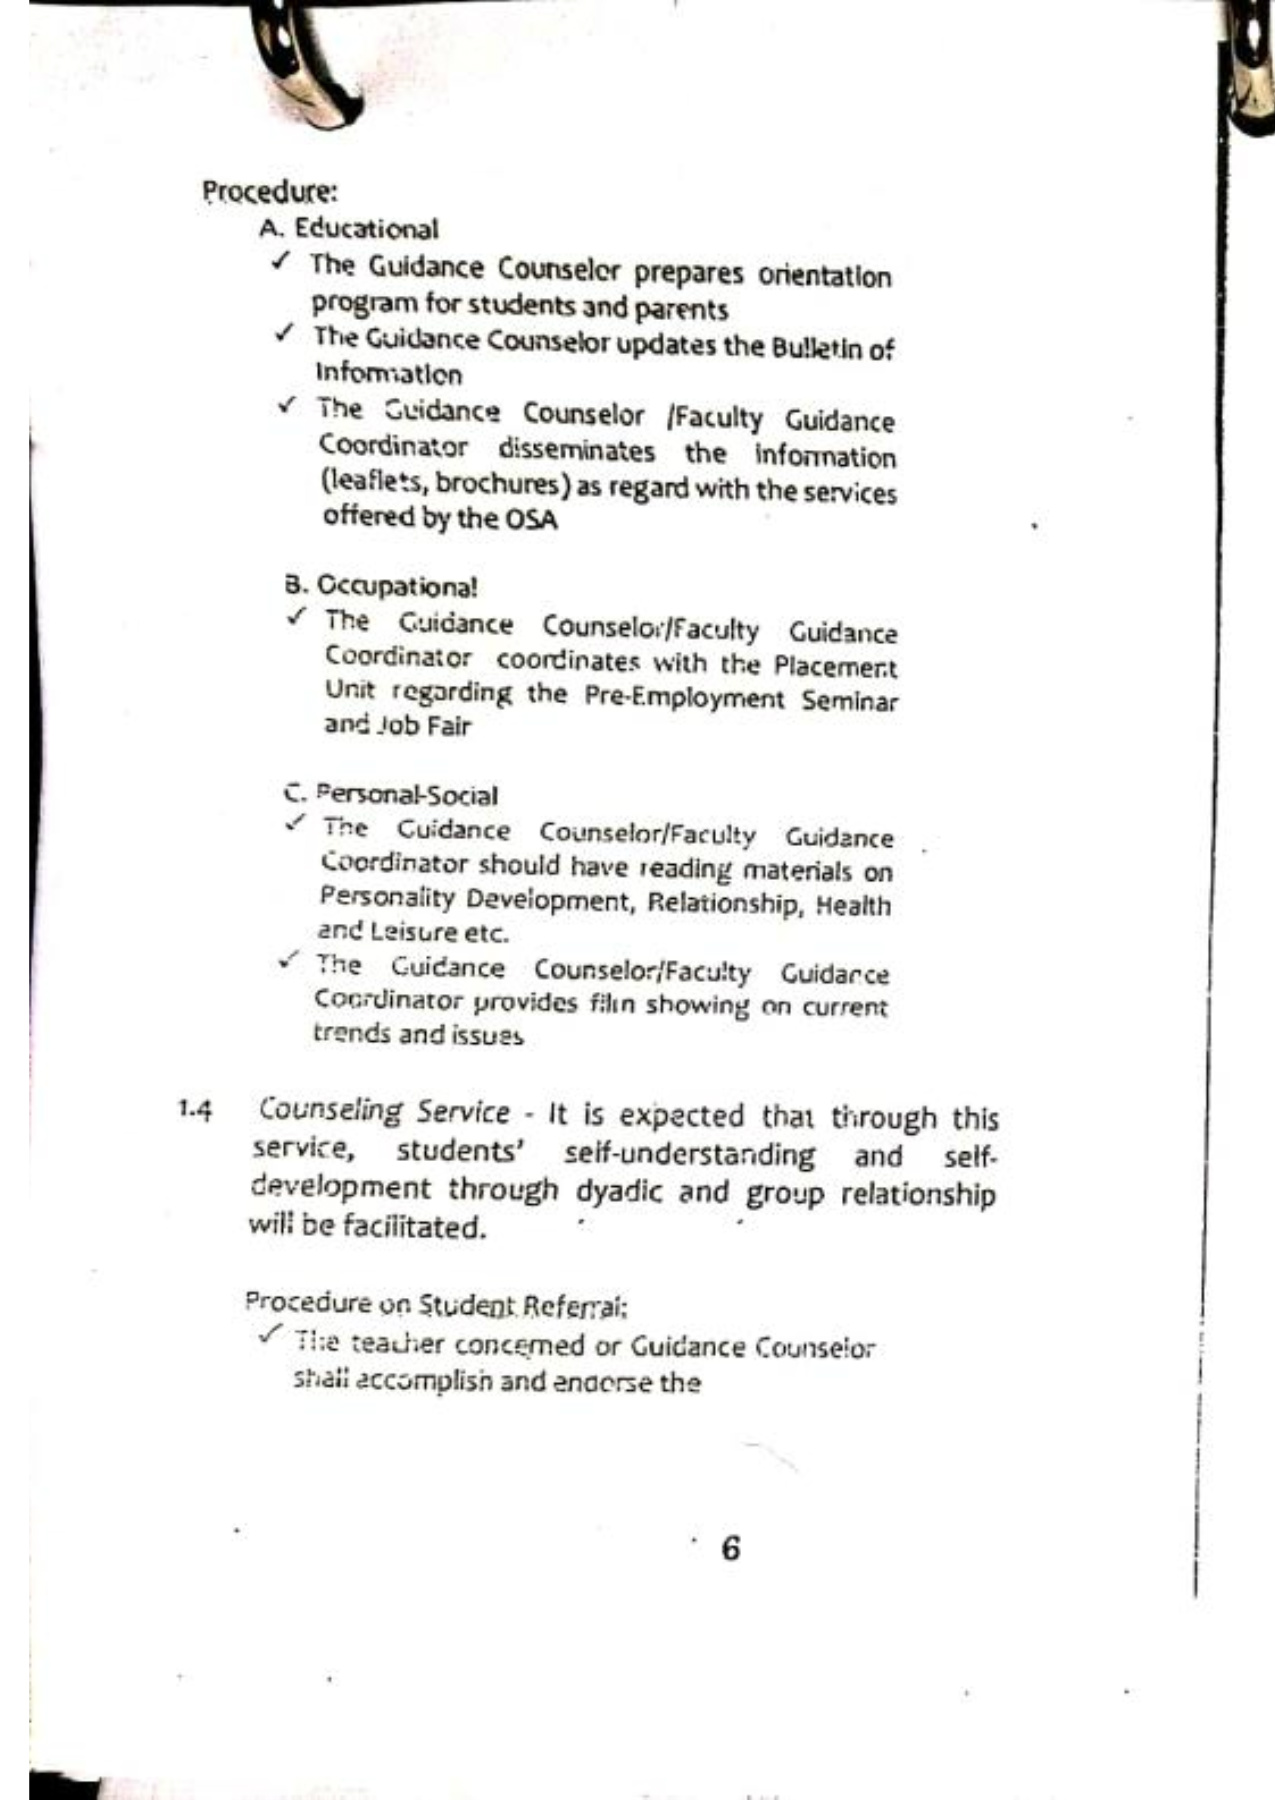 Procedure:
A. Educational
✓ The Guidance Counselor prepares orientation
program for students and parents
✓ The Guidance Counselor updates the Bulletin of
Information
✓ The Guidance Counselor /Faculty Guidance
Coordinator disseminates the information
(leaflets, brochures) as regard with the services
offered by the OSA
B. Occupational
✓ The Guidance Counselor/Faculty Guidance
Coordinator coordinates with the Placement
Unit regarding the Pre-Employment Seminar
and Job Fair
C. Personal-Social
✓ The Guidance Counselor/Faculty Guidance
Coordinator should have reading materials on
Personality Development, Relationship, Health
and Leisure etc.
✓ The Guidance Counselor/Faculty Guidance
Coordinator provides film showing on current
trends and issues
1.4 Counseling Service - It is expected that through this
service, students' self-understanding and self-
development through dyadic and group relationship
will be facilitated.
Procedure on Student Referral:
✓ The teacher concerned or Guidance Counselor
shall accomplish and endorse the
6